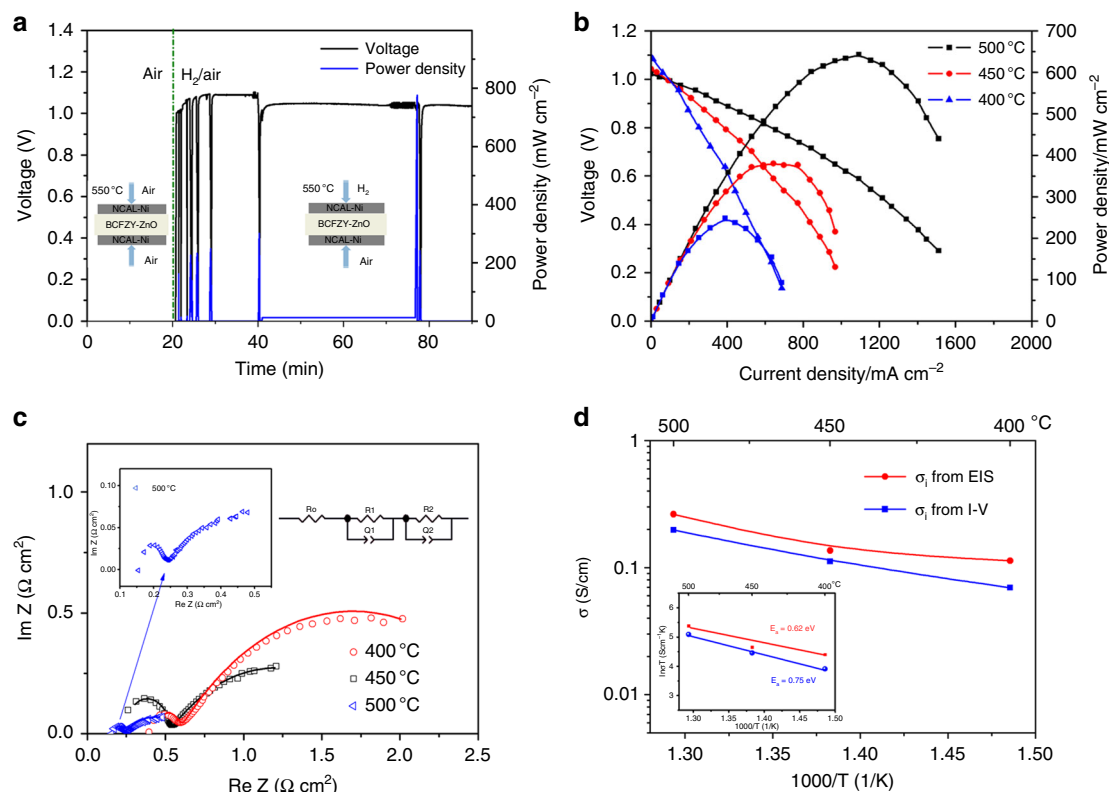 a
1.4
1.2
1.0
0.8
0.6
0.4
0.2
0.0
Voltage (V)
Air
H2/air
Voltage
Power density
550 °C
Air
NCAL-Ni
BCFZY-ZnO
NCAL-Ni
Air
550 °C
H2
NCAL-Ni
BCFZY-ZnO
NCAL-Ni
Air
800
600
400
200
0
Power density (mW cm−2)
0 20 40 60 80
Time (min)
b
1.2
1.0
0.8
0.6
0.4
0.2
0.0
Voltage/V
500 °C
450 °C
400 °C
700
600
500
400
300
200
100
0
Power density/mW cm−2
0 400 800 1200 1600 2000
Current density/mA cm−2
c
1.0
0.5
0.0
Im Z (Ω cm2)
0.10
0.05
0.00
Im Z (Ω cm2)
500 °C
0.1 0.2 0.3 0.4 0.5
Re Z (Ω cm2)
Ro R1 R2
Q1 Q2
400 °C
450 °C
500 °C
0.0 0.5 1.0 1.5 2.0 2.5
Re Z (Ω cm2)
d
500 450 400 °C
1
0.1
0.01
σ (S/cm)
σi from EIS
σi from I-V
500 450 400°C
6
5
4
3
lnσT (Scm−1K)
Ea = 0.62 eV
Ea = 0.75 eV
1.30 1.35 1.40 1.45 1.50
1000/T (1/K)
1.30 1.35 1.40 1.45 1.50
1000/T (1/K)